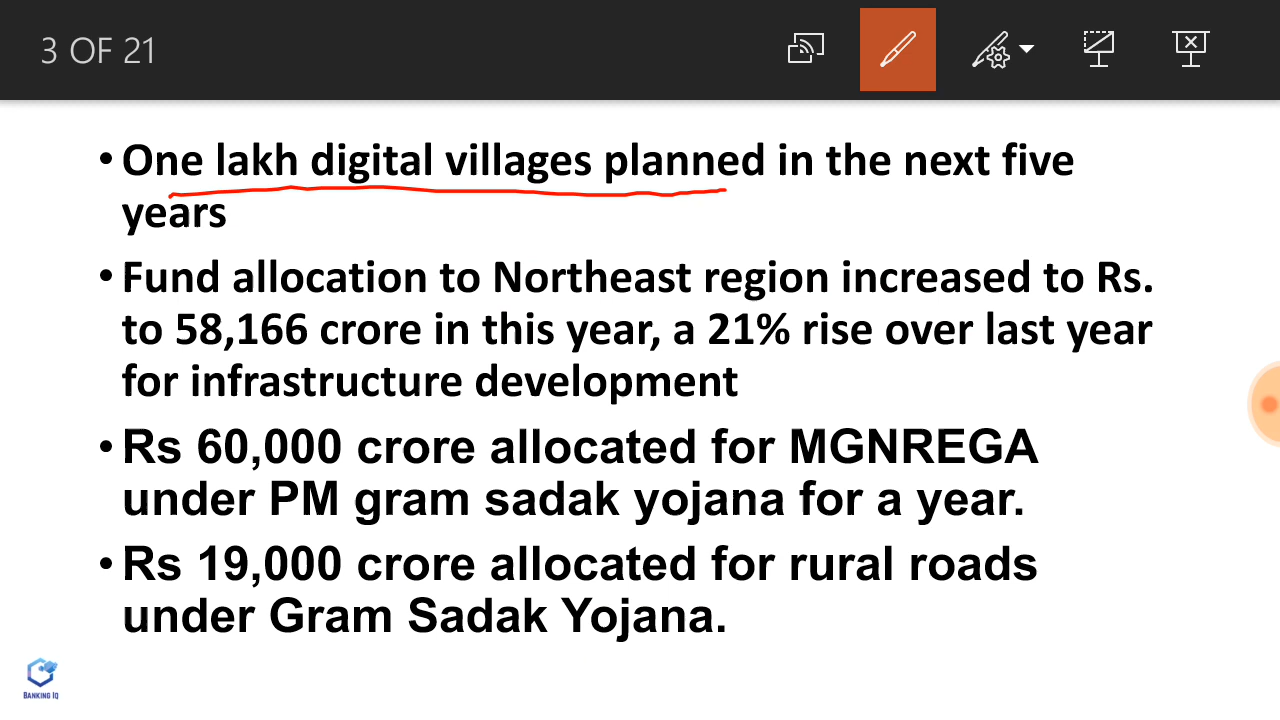 3 OF 21
• One lakh digital villages planned in the next five
years
• Fund allocation to Northeast region increased to Rs.
to 58,166 crore in this year, a 21% rise over last year
for infrastructure development
• Rs 60,000 crore allocated for MGNREGA
under PM gram sadak yojana for a year.
• Rs 19,000 crore allocated for rural roads
under Gram Sadak Yojana.
BANKING IQ